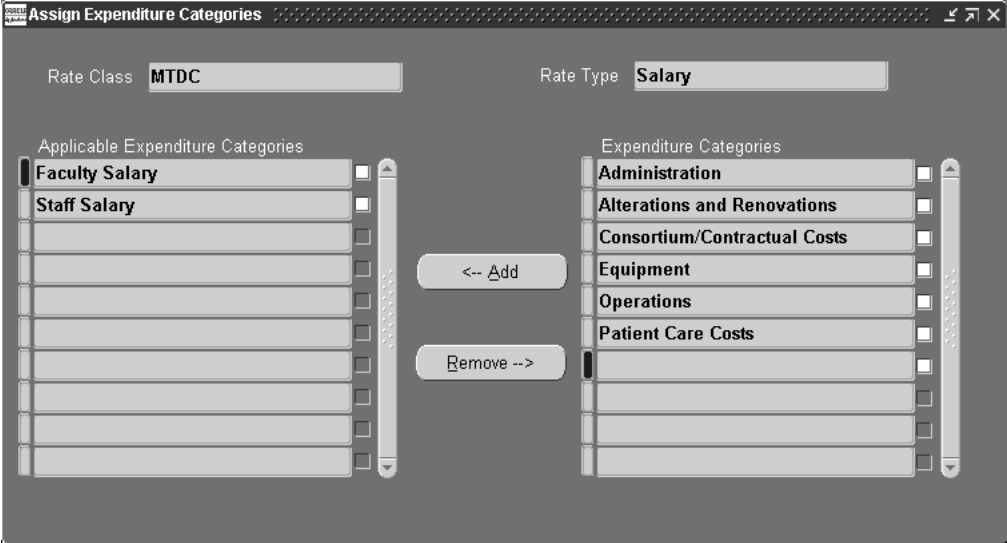 Assign Expenditure Categories
Rate Class MTDC Rate Type Salary
Applicable Expenditure Categories Expenditure Categories
Faculty Salary Administration
Staff Salary Alterations and Renovations
Consortium/Contractual Costs
<-- Add Equipment
Operations
Patient Care Costs
Remove -->